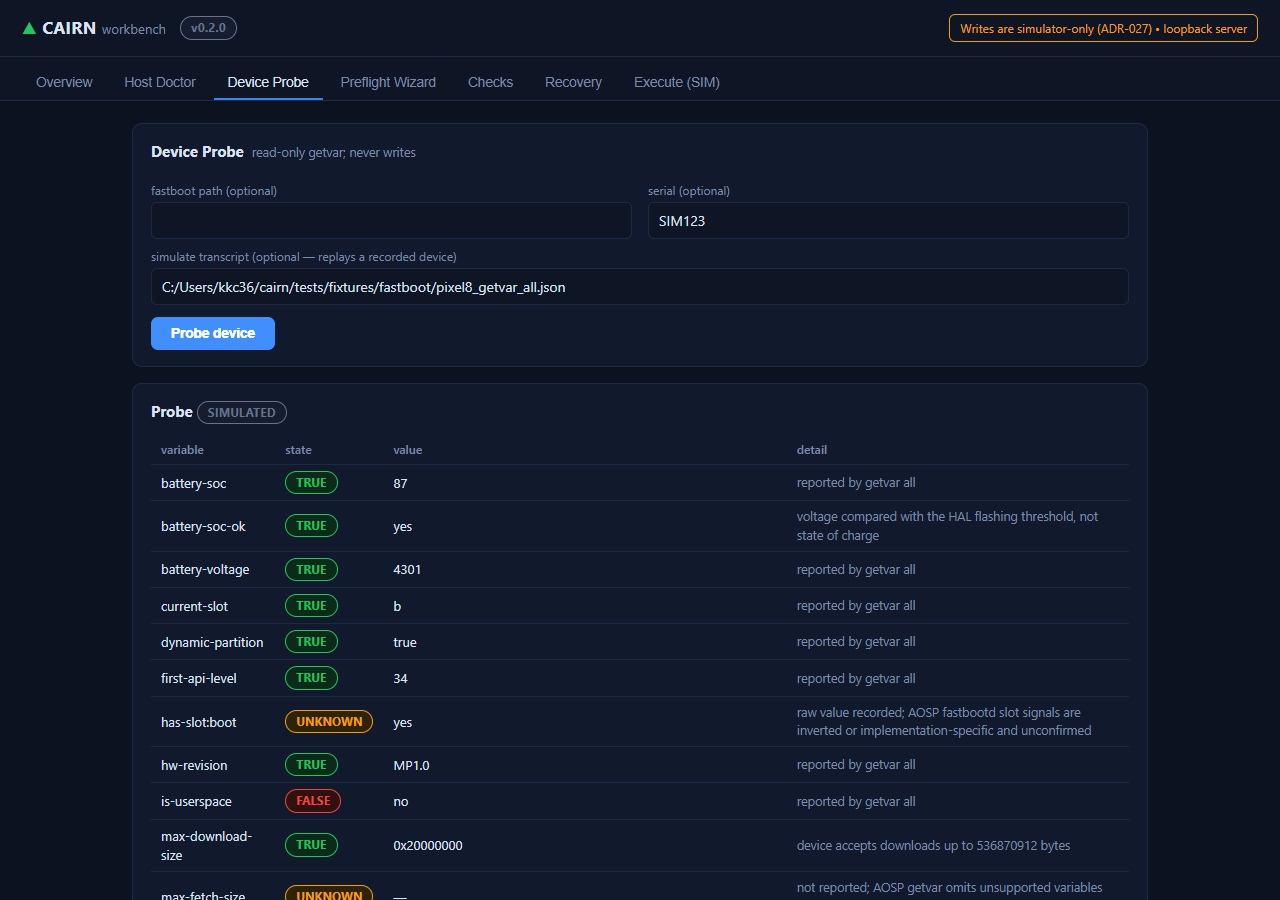 CAIRN workbench v0.2.0 Writes are simulator-only (ADR-027) • loopback server
Overview Host Doctor Device Probe Preflight Wizard Checks Recovery Execute (SIM)
Device Probe read-only getvar; never writes
fastboot path (optional) serial (optional)
SIM123
simulate transcript (optional — replays a recorded device)
C:/Users/kkc36/cairn/tests/fixtures/fastboot/pixel8_getvar_all.json
Probe device
Probe SIMULATED
variable state value detail
battery-soc TRUE 87 reported by getvar all
battery-soc-ok TRUE yes voltage compared with the HAL flashing threshold, not
state of charge
battery-voltage TRUE 4301 reported by getvar all
current-slot TRUE b reported by getvar all
dynamic-partition TRUE true reported by getvar all
first-api-level TRUE 34 reported by getvar all
has-slot:boot UNKNOWN yes raw value recorded; AOSP fastbootd slot signals are
inverted or implementation-specific and unconfirmed
hw-revision TRUE MP1.0 reported by getvar all
is-userspace FALSE no reported by getvar all
max-download-
size TRUE 0x20000000 device accepts downloads up to 536870912 bytes
max-fetch-size UNKNOWN — not reported; AOSP getvar omits unsupported variables